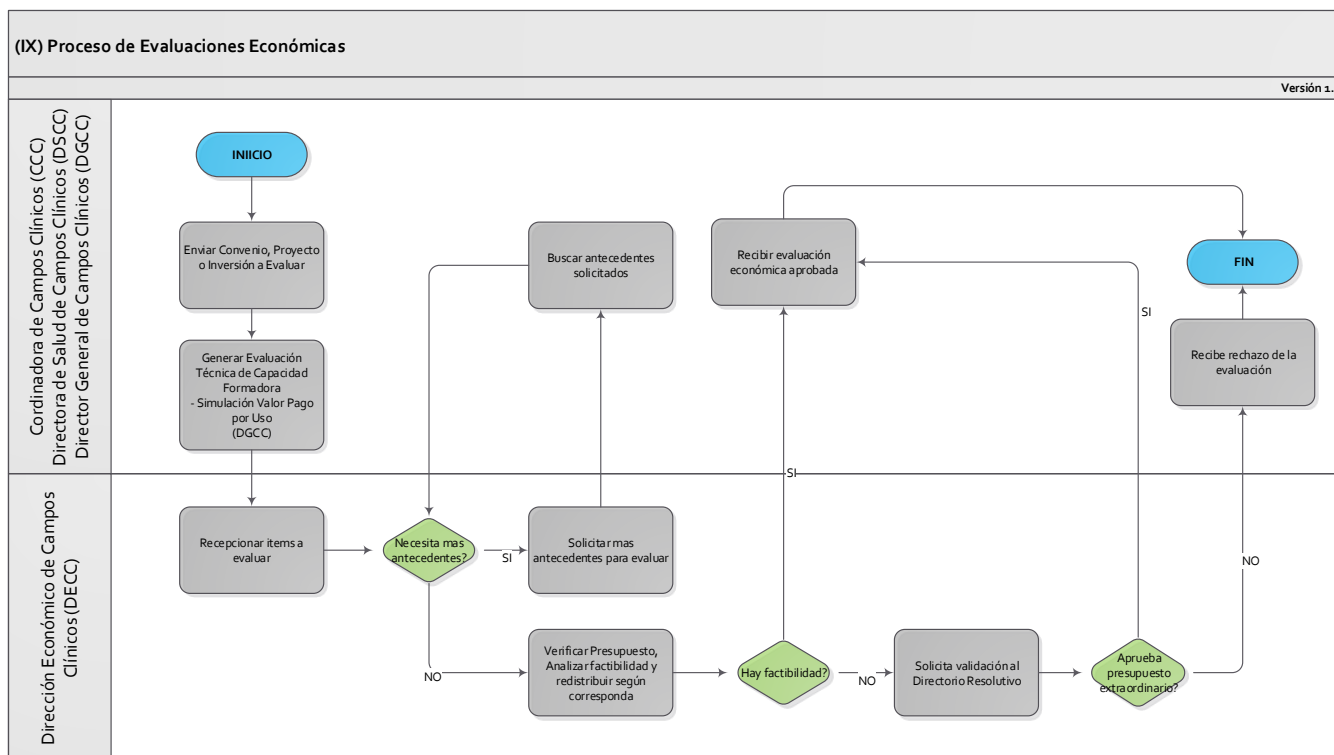 (IX) Proceso de Evaluaciones Económicas
Versión 1.
Cordinadora de Campos Clínicos (CCC)
Directora de Salud de Campos Clínicos (DSCC)
Director General de Campos Clínicos (DGCC)
INIICIO
Enviar Convenio, Proyecto
o Inversión a Evaluar
Generar Evaluación
Técnica de Capacidad
Formadora
- Simulación Valor Pago
por Uso
(DGCC)
Buscar antecedentes
solicitados
Recibir evaluación
económica aprobada
FIN
Recibe rechazo de la
evaluación
SI
SI
Dirección Económico de Campos
Clínicos (DECC)
Recepcionar items a
evaluar
Necesita mas
antecedentes?
SI
Solicitar mas
antecedentes para evaluar
NO
NO
Verificar Presupuesto,
Analizar factibilidad y
redistribuir según
corresponda
Hay factibilidad?
NO
Solicita validación al
Directorio Resolutivo
Aprueba
presupuesto
extraordinario?